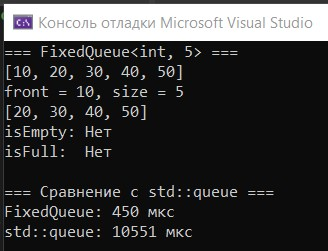 Консоль отладки Microsoft Visual Studio
=== FixedQueue<int, 5> ===
[10, 20, 30, 40, 50]
front = 10, size = 5
[20, 30, 40, 50]
isEmpty: Нет
isFull:  Нет

=== Сравнение с std::queue ===
FixedQueue: 450 мкс
std::queue: 10551 мкс